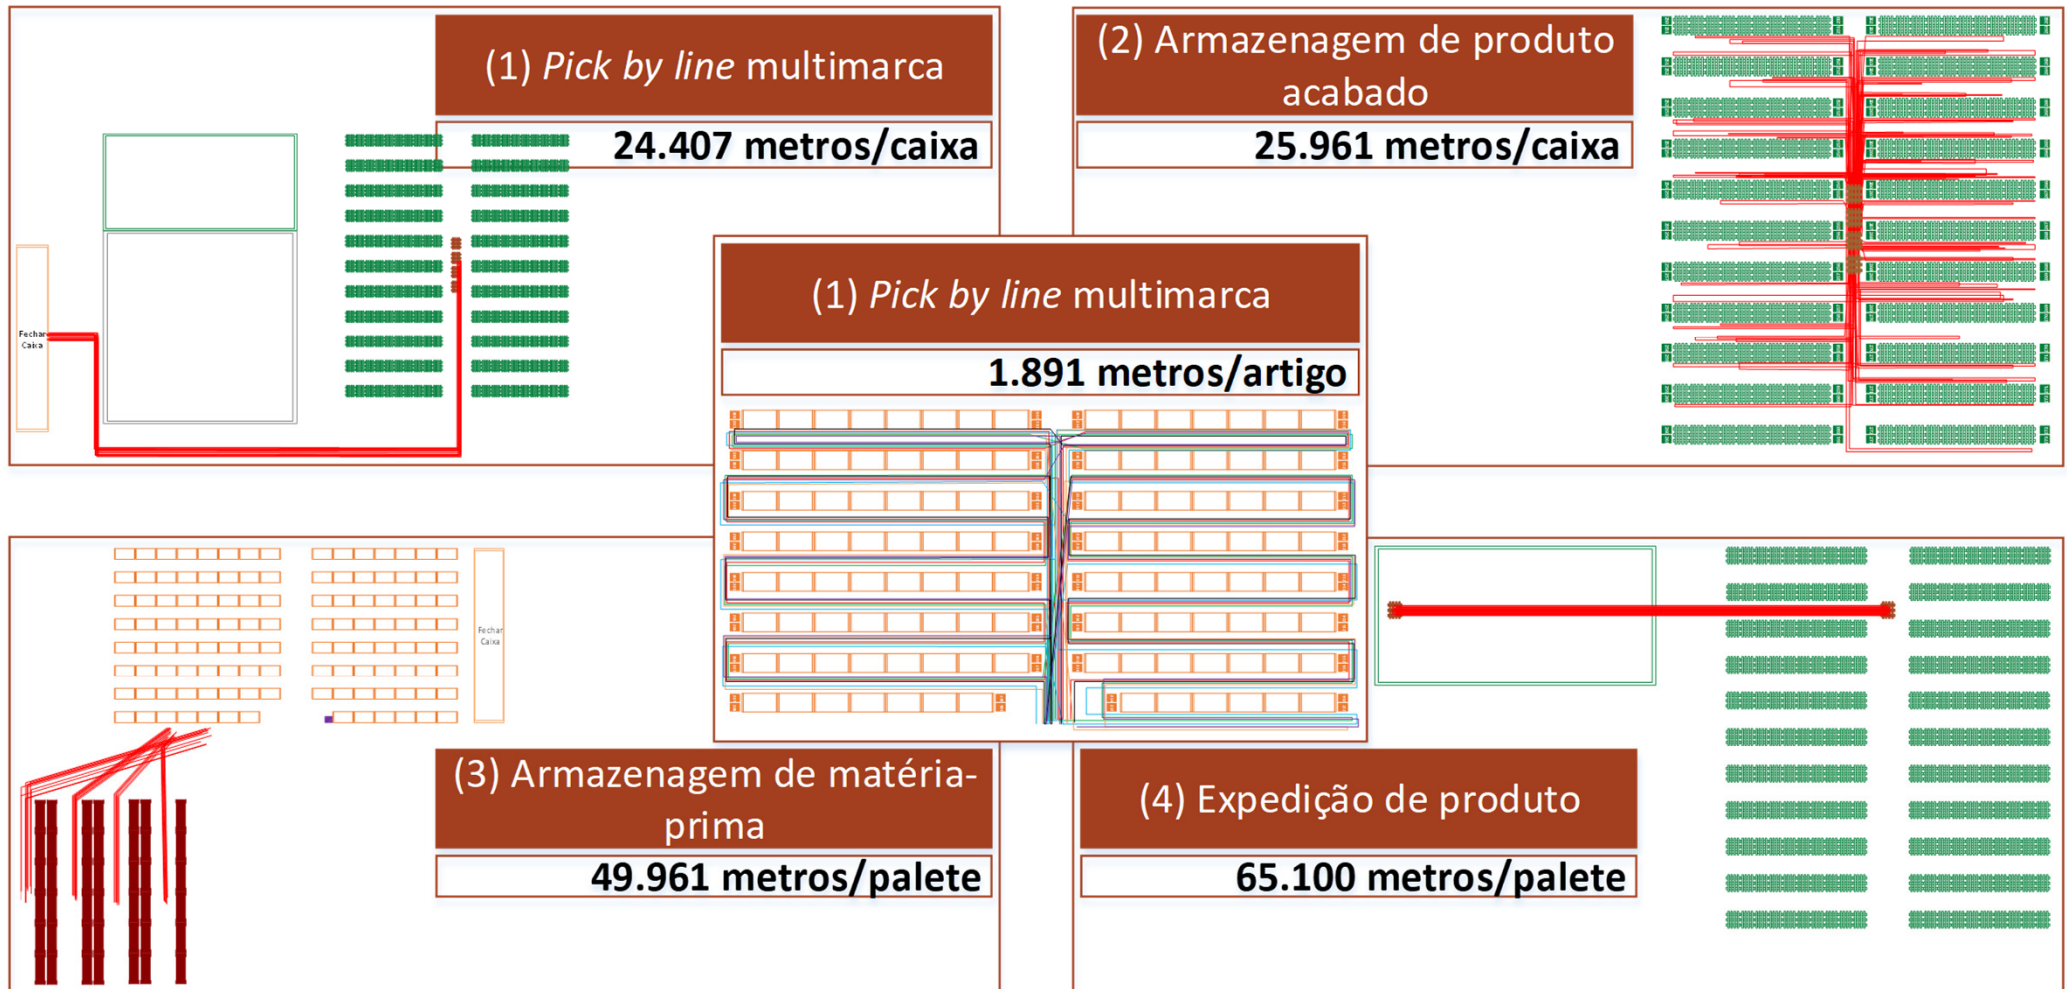 (1) Pick by line multimarca
24.407 metros/caixa
Fechar
Caixa
(2) Armazenagem de produto
acabado
25.961 metros/caixa
(1) Pick by line multimarca
1.891 metros/artigo
Fechar
Caixa
(3) Armazenagem de matéria-
prima
49.961 metros/palete
(4) Expedição de produto
65.100 metros/palete